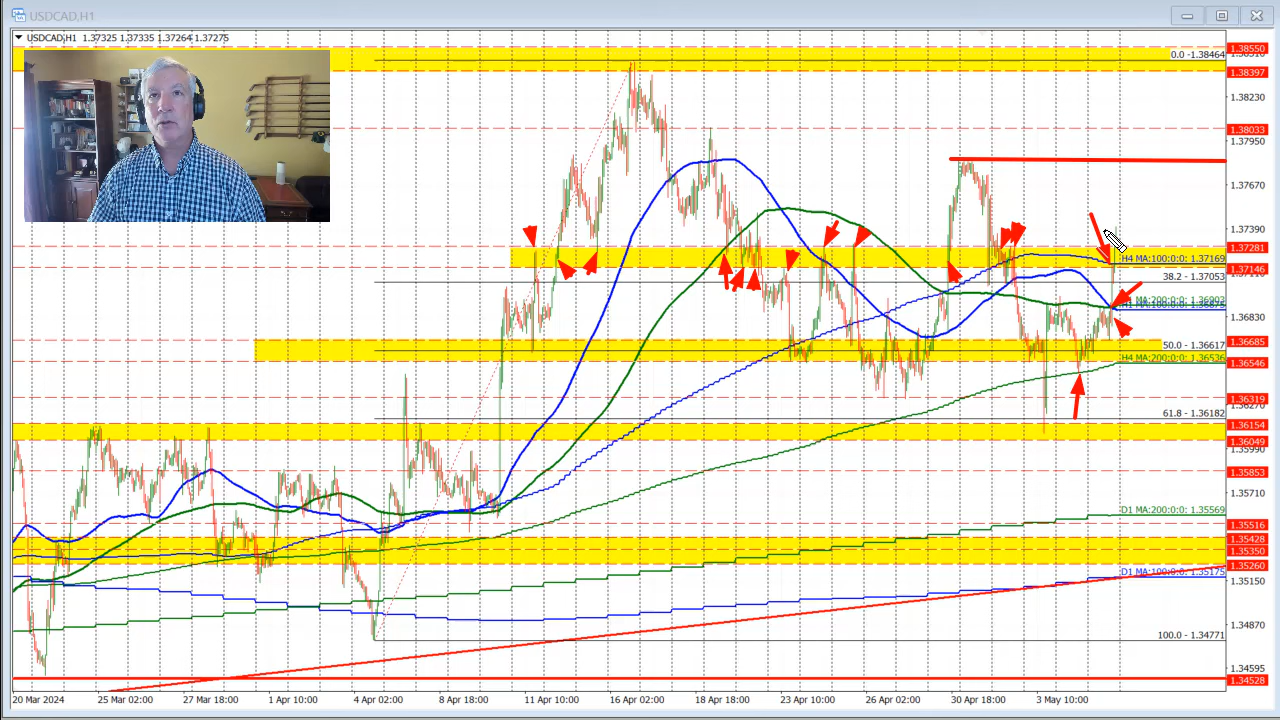 USDCAD,H1
USDCAD,H1 1.37325 1.37335 1.37264 1.37275
0.0 -1.38464
1.38550
1.38397
1.38230
1.38033
1.37950
1.37670
1.37390
1.37281
H4 MA:100:0:0: 1.37169
1.37146
38.2 - 1.37053
1.36830
50.0 - 1.36617
1.36685
H4 MA:200:0:0: 1.36536
1.36546
1.36319
61.8 - 1.36182
1.36270
1.36154
1.36049
1.35990
1.35853
1.35710
D1 MA:200:0:0: 1.35569
1.35516
1.35428
1.35350
1.35260
D1 MA:100:0:0: 1.35175
1.35150
1.34870
100.0 - 1.34771
1.34595
1.34528
20 Mar 2024 25 Mar 02:00 27 Mar 18:00 1 Apr 10:00 4 Apr 02:00 8 Apr 18:00 11 Apr 10:00 16 Apr 02:00 18 Apr 18:00 23 Apr 10:00 26 Apr 02:00 30 Apr 18:00 3 May 10:00